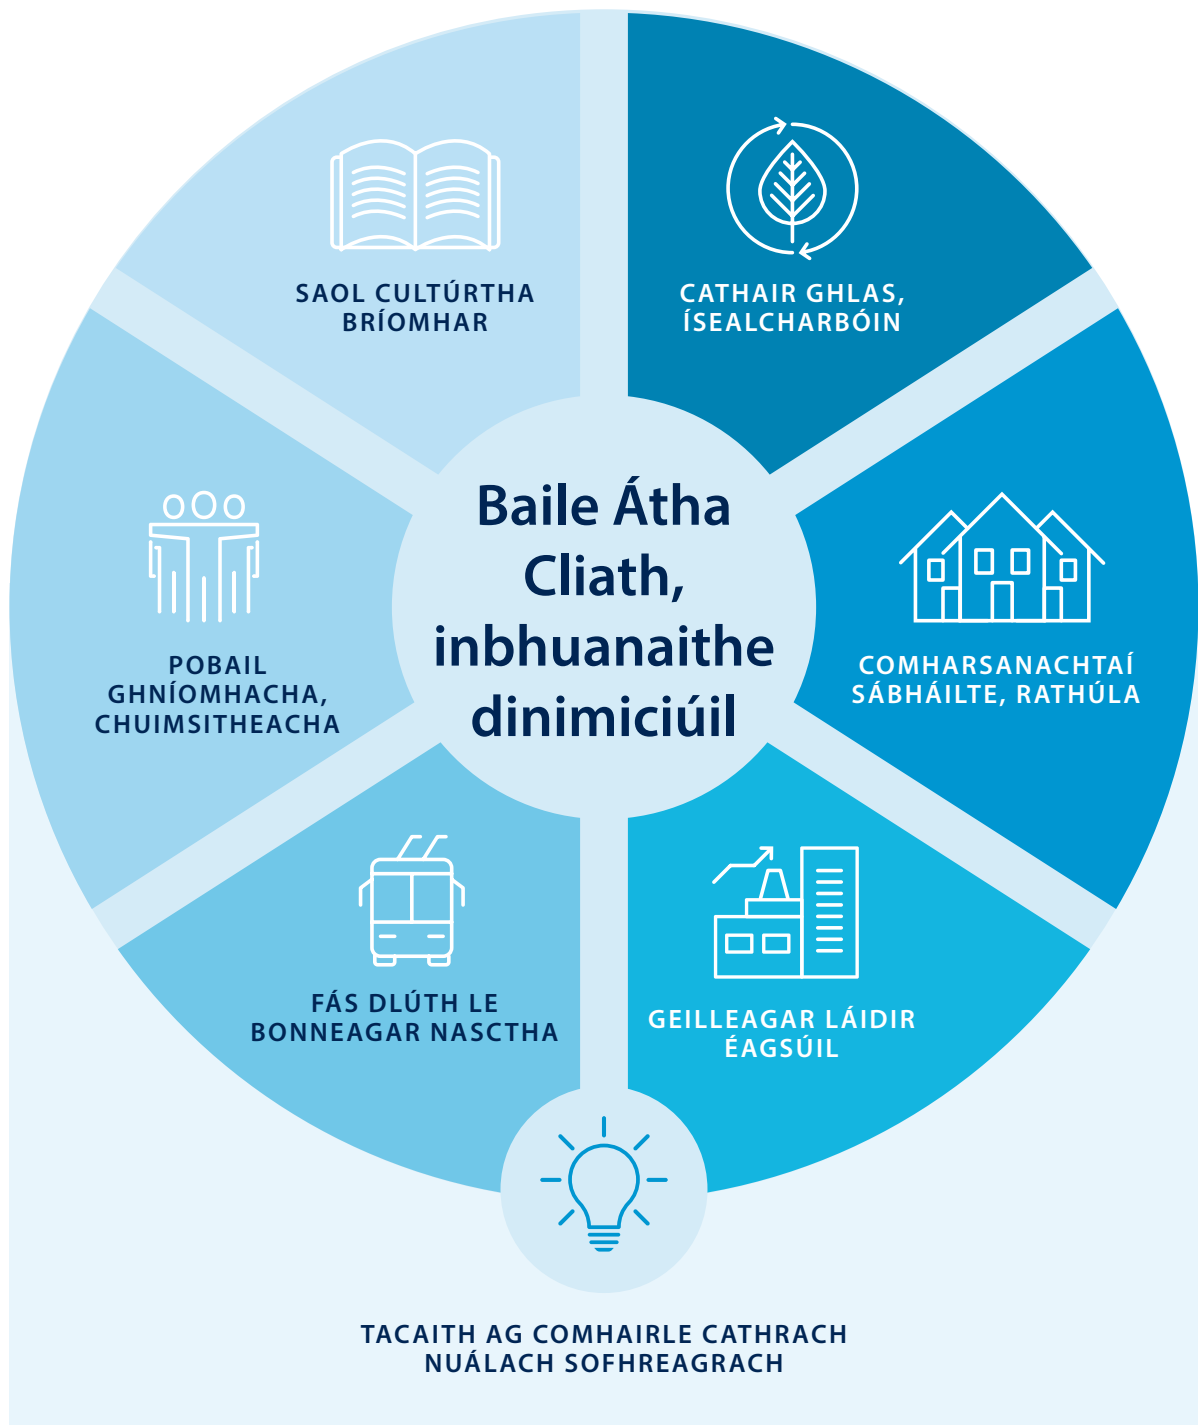 SAOL CULTÚRTHA
BRÍOMHAR
CATHAIR GHLAS,
ÍSEALCHARBÓIN
Baile Átha
Cliath,
inbhuanaithe
dinimiciúil
POBAIL
GHNÍOMHACHA,
CHUIMSITHEACHA
COMHARSANACHTAÍ
SÁBHÁILTE, RATHÚLA
FÁS DLÚTH LE
BONNEAGAR NASCTHA
GEILLEAGAR LÁIDIR
ÉAGSÚIL
TACAITH AG COMHAIRLE CATHRACH
NUÁLACH SOFHREAGRACH